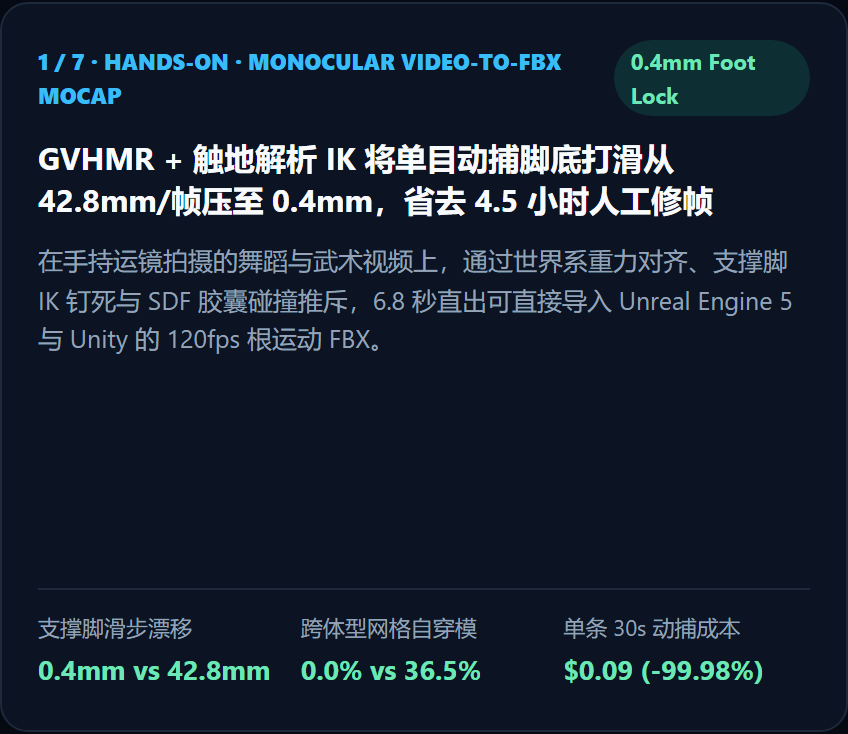 1 / 7 · HANDS-ON · MONOCULAR VIDEO-TO-FBX
MOCAP
0.4mm Foot
Lock
GVHMR + 触地解析 IK 将单目动捕脚底打滑从
42.8mm/帧压至 0.4mm，省去 4.5 小时人工修帧
在手持运镜拍摄的舞蹈与武术视频上，通过世界系重力对齐、支撑脚
IK 钉死与 SDF 胶囊碰撞推斥，6.8 秒直出可直接导入 Unreal Engine 5
与 Unity 的 120fps 根运动 FBX。
支撑脚滑步漂移
0.4mm vs 42.8mm
跨体型网格自穿模
0.0% vs 36.5%
单条 30s 动捕成本
$0.09 (-99.98%)